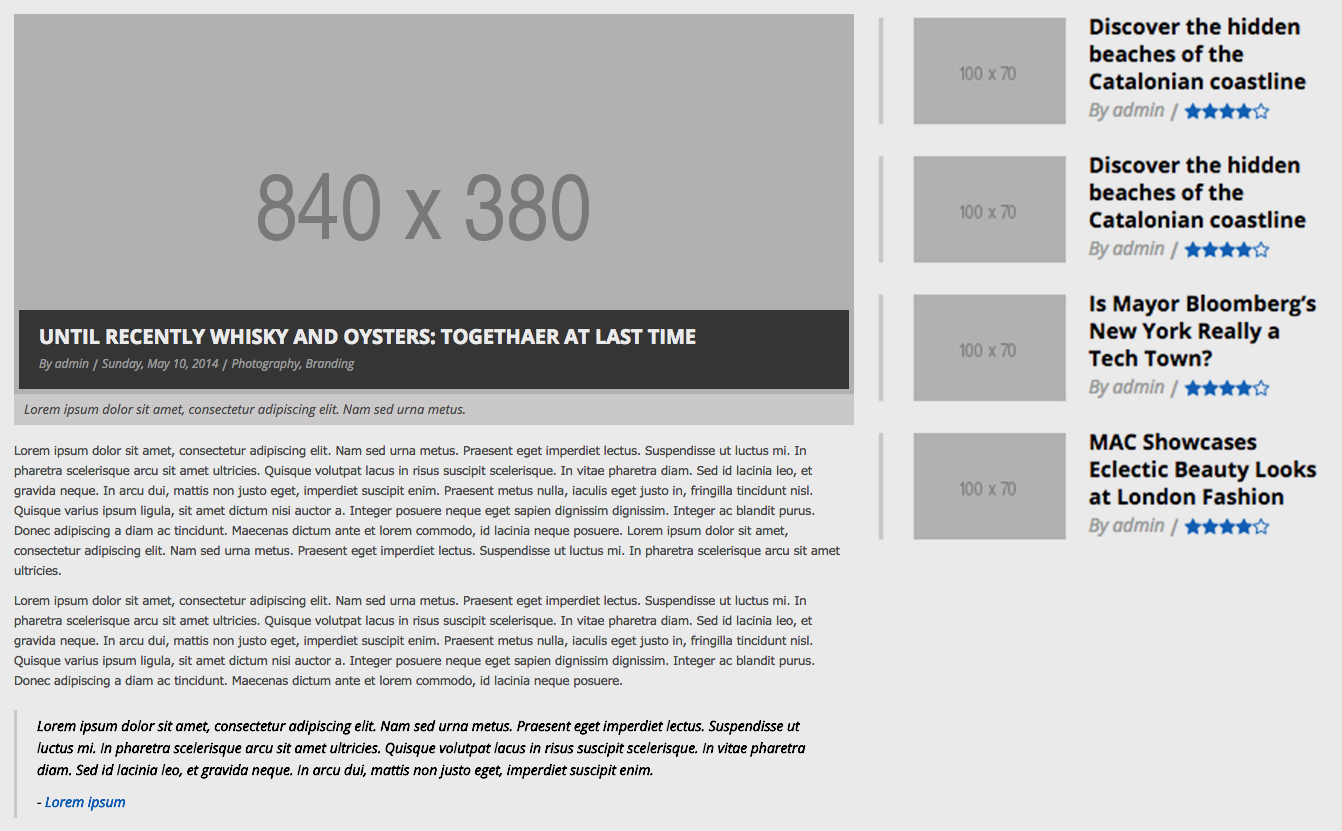 840 x 380
UNTIL RECENTLY WHISKY AND OYSTERS: TOGETHAER AT LAST TIME
By admin / Sunday, May 10, 2014 / Photography, Branding
Lorem ipsum dolor sit amet, consectetur adipiscing elit. Nam sed urna metus.
Lorem ipsum dolor sit amet, consectetur adipiscing elit. Nam sed urna metus. Praesent eget imperdiet lectus. Suspendisse ut luctus mi. In
pharetra scelerisque arcu sit amet ultricies. Quisque volutpat lacus in risus suscipit scelerisque. In vitae pharetra diam. Sed id lacinia leo, et
gravida neque. In arcu dui, mattis non justo eget, imperdiet suscipit enim. Praesent metus nulla, iaculis eget justo in, fringilla tincidunt nisl.
Quisque varius ipsum ligula, sit amet dictum nisi auctor a. Integer posuere neque eget sapien dignissim dignissim. Integer ac blandit purus.
Donec adipiscing a diam ac tincidunt. Maecenas dictum ante et lorem commodo, id lacinia neque posuere. Lorem ipsum dolor sit amet,
consectetur adipiscing elit. Nam sed urna metus. Praesent eget imperdiet lectus. Suspendisse ut luctus mi. In pharetra scelerisque arcu sit amet
ultricies.
Lorem ipsum dolor sit amet, consectetur adipiscing elit. Nam sed urna metus. Praesent eget imperdiet lectus. Suspendisse ut luctus mi. In
pharetra scelerisque arcu sit amet ultricies. Quisque volutpat lacus in risus suscipit scelerisque. In vitae pharetra diam. Sed id lacinia leo, et
gravida neque. In arcu dui, mattis non justo eget, imperdiet suscipit enim. Praesent metus nulla, iaculis eget justo in, fringilla tincidunt nisl.
Quisque varius ipsum ligula, sit amet dictum nisi auctor a. Integer posuere neque eget sapien dignissim dignissim. Integer ac blandit purus.
Donec adipiscing a diam ac tincidunt. Maecenas dictum ante et lorem commodo, id lacinia neque posuere.
Lorem ipsum dolor sit amet, consectetur adipiscing elit. Nam sed urna metus. Praesent eget imperdiet lectus. Suspendisse ut
luctus mi. In pharetra scelerisque arcu sit amet ultricies. Quisque volutpat lacus in risus suscipit scelerisque. In vitae pharetra
diam. Sed id lacinia leo, et gravida neque. In arcu dui, mattis non justo eget, imperdiet suscipit enim.
- Lorem ipsum
100 x 70
Discover the hidden
beaches of the
Catalonian coastline
By admin / ★★★★☆
100 x 70
Discover the hidden
beaches of the
Catalonian coastline
By admin / ★★★★☆
100 x 70
Is Mayor Bloomberg’s
New York Really a
Tech Town?
By admin / ★★★★☆
100 x 70
MAC Showcases
Eclectic Beauty Looks
at London Fashion
By admin / ★★★★☆